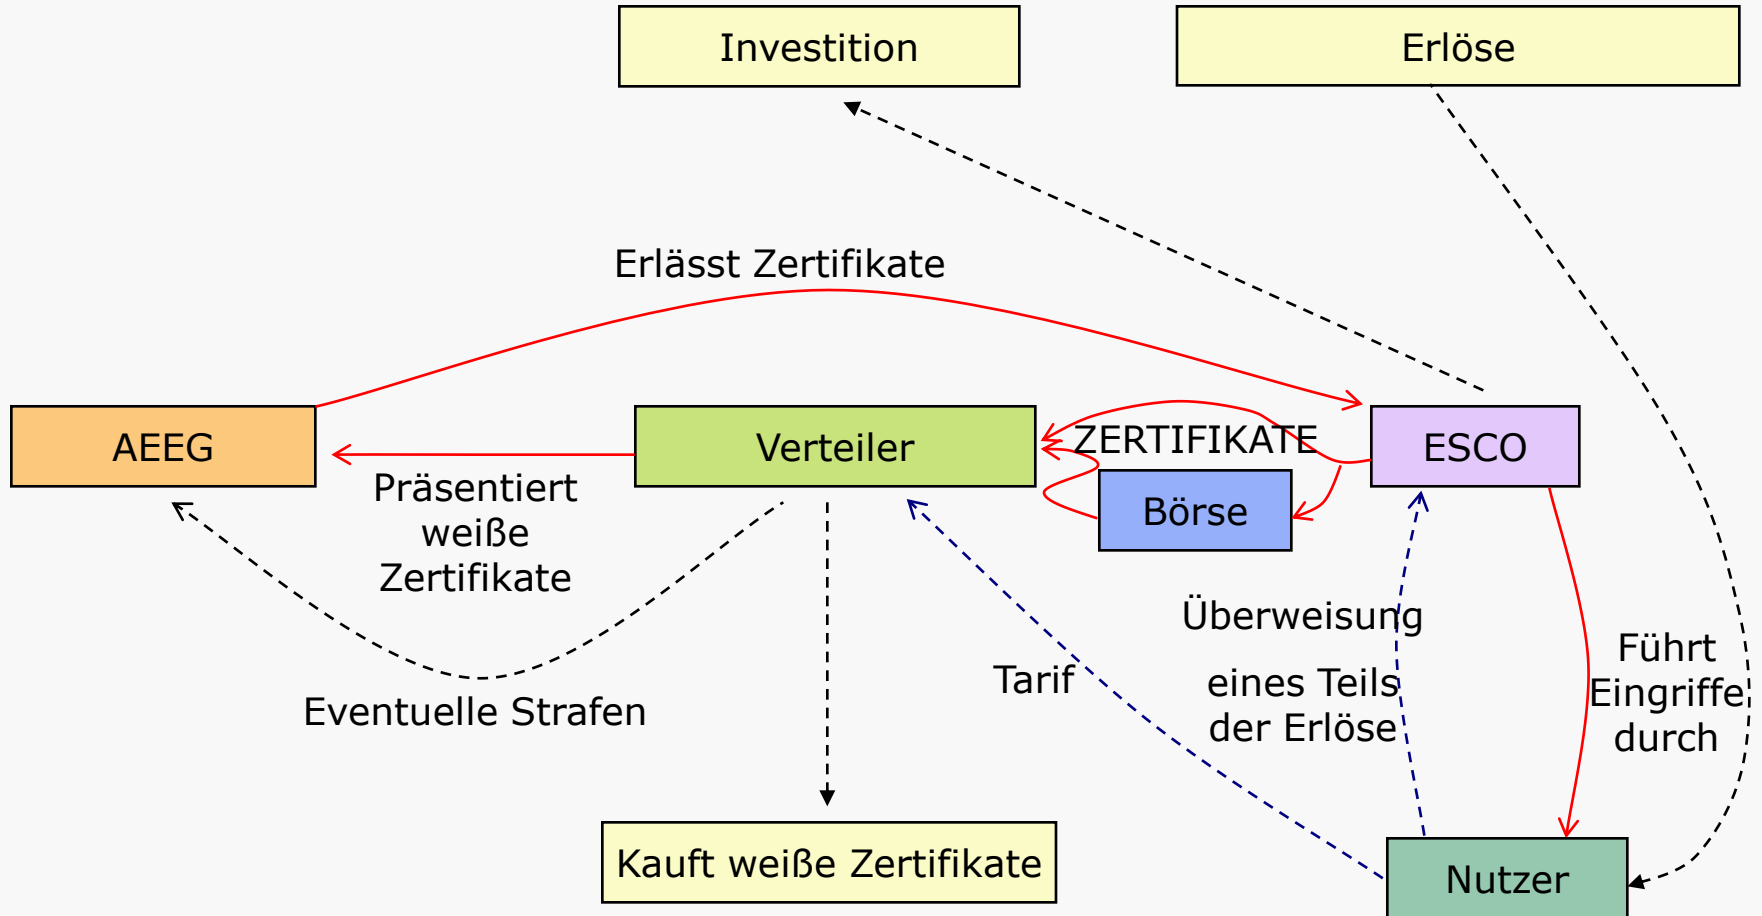 Investition
Erlöse
Erlässt Zertifikate
AEEG
Verteiler
ZERTIFIKATE
ESCO
Börse
Präsentiert
weiße
Zertifikate
Überweisung
eines Teils
der Erlöse
Tarif
Führt
Eingriffe
durch
Eventuelle Strafen
Kauft weiße Zertifikate
Nutzer